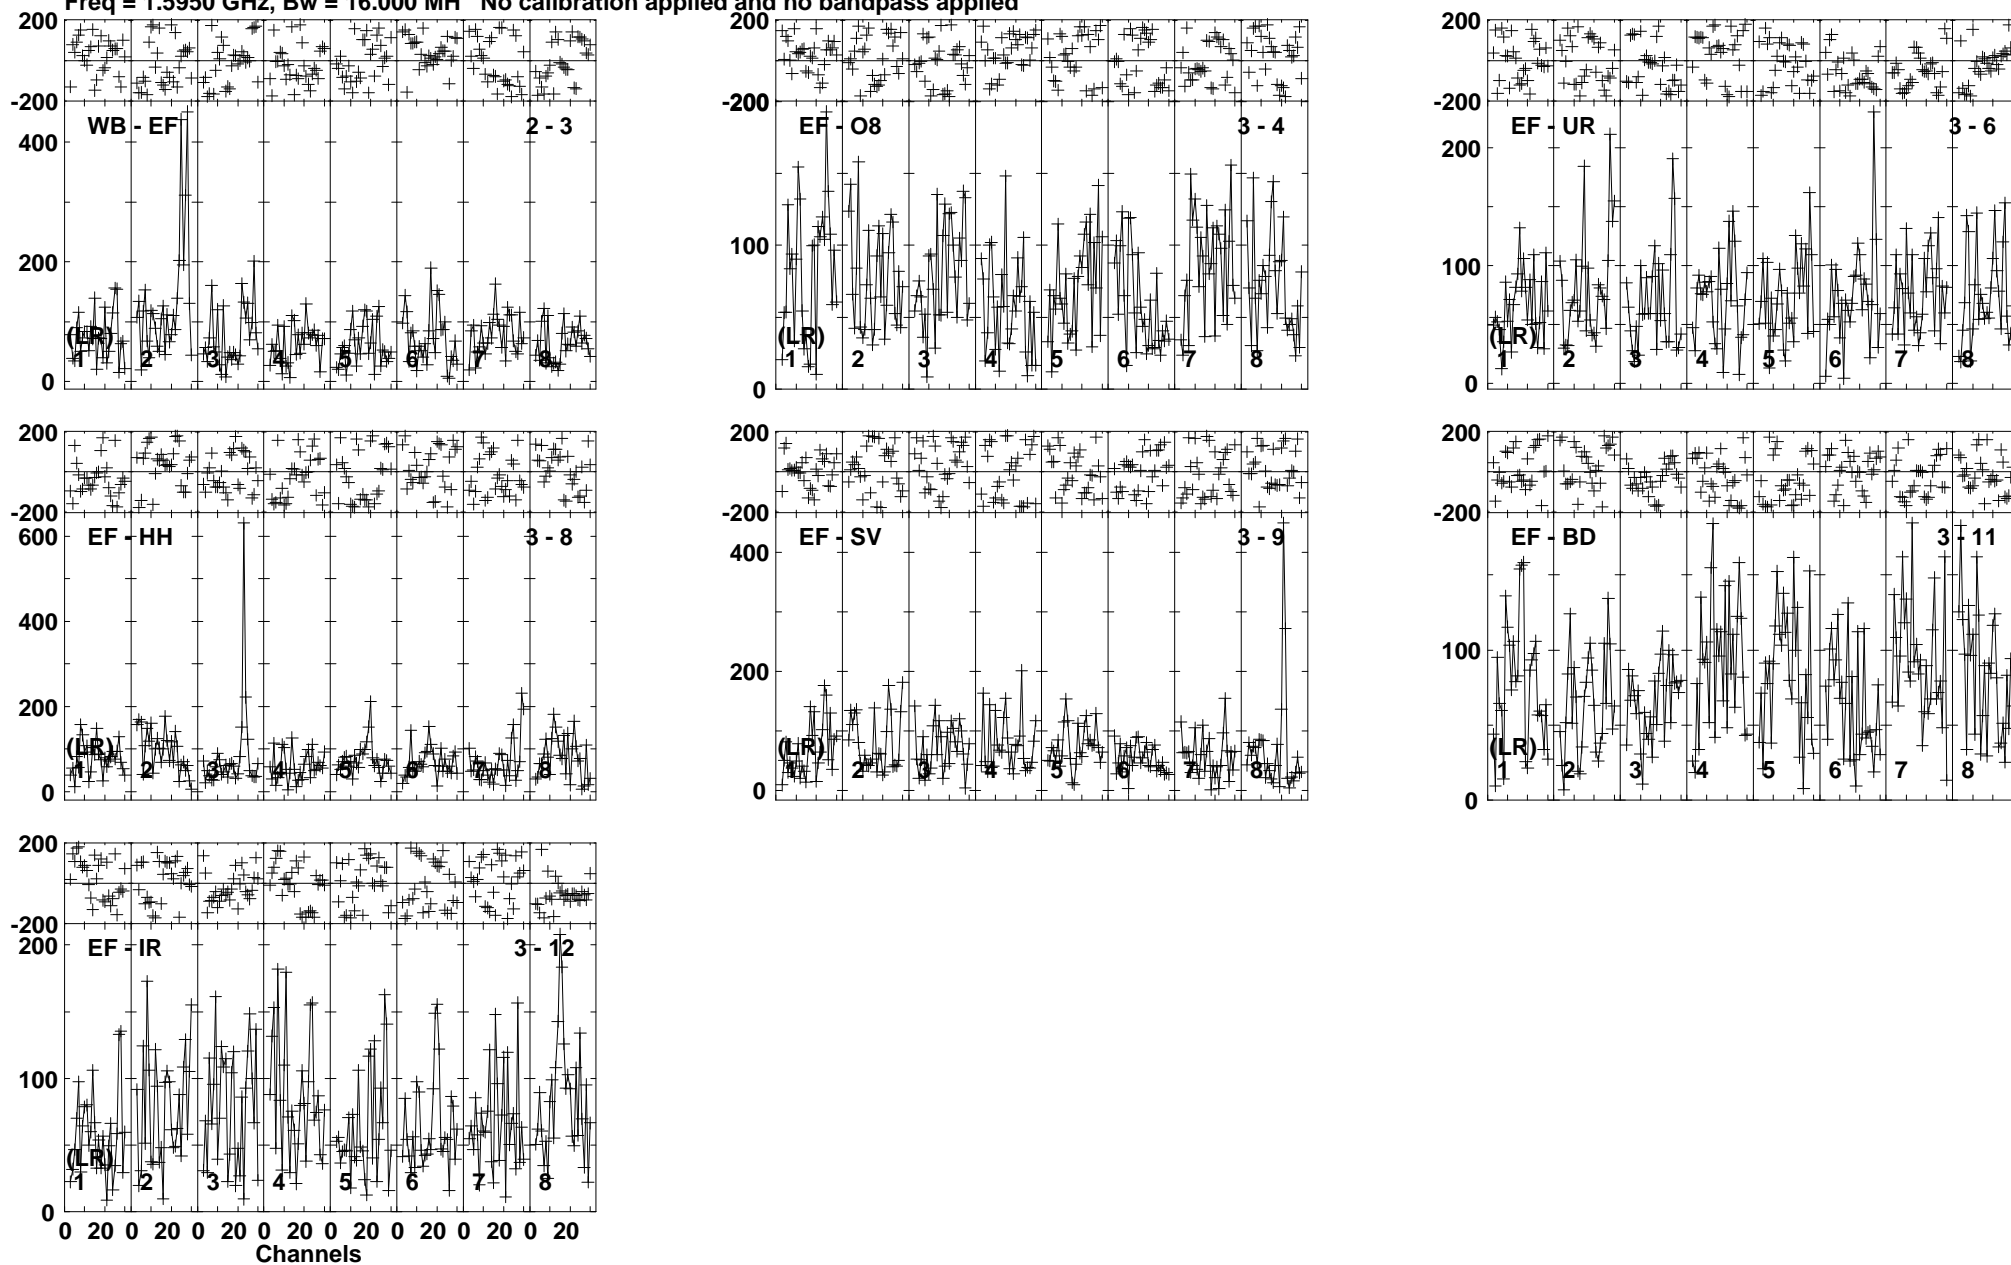 Freq = 1.5950 GHz, Bw = 16.000 MH No calibration applied and no bandpass applied
200
-200
WB - EF
2 - 3
400
200
0
(LR)
1 2 3 4 5 6 7 8
200
-200
EF - O8
3 - 4
100
0
(LR)
1 2 3 4 5 6 7 8
200
-200
EF - UR
3 - 6
200
100
0
(LR)
1 2 3 4 5 6 7 8
200
-200
EF - HH
3 - 8
600
400
200
0
(LR)
1 2 3 4 5 6 7 8
200
-200
EF - SV
3 - 9
400
200
0
(LR)
1 2 3 4 5 6 7 8
200
-200
EF - BD
3 - 11
100
0
(LR)
1 2 3 4 5 6 7 8
200
-200
EF - IR
3 - 12
200
100
0
(LR)
1 2 3 4 5 6 7 8
0 20 0 20 0 20 0 20 0 20 0 20 0 20 0 20
Channels